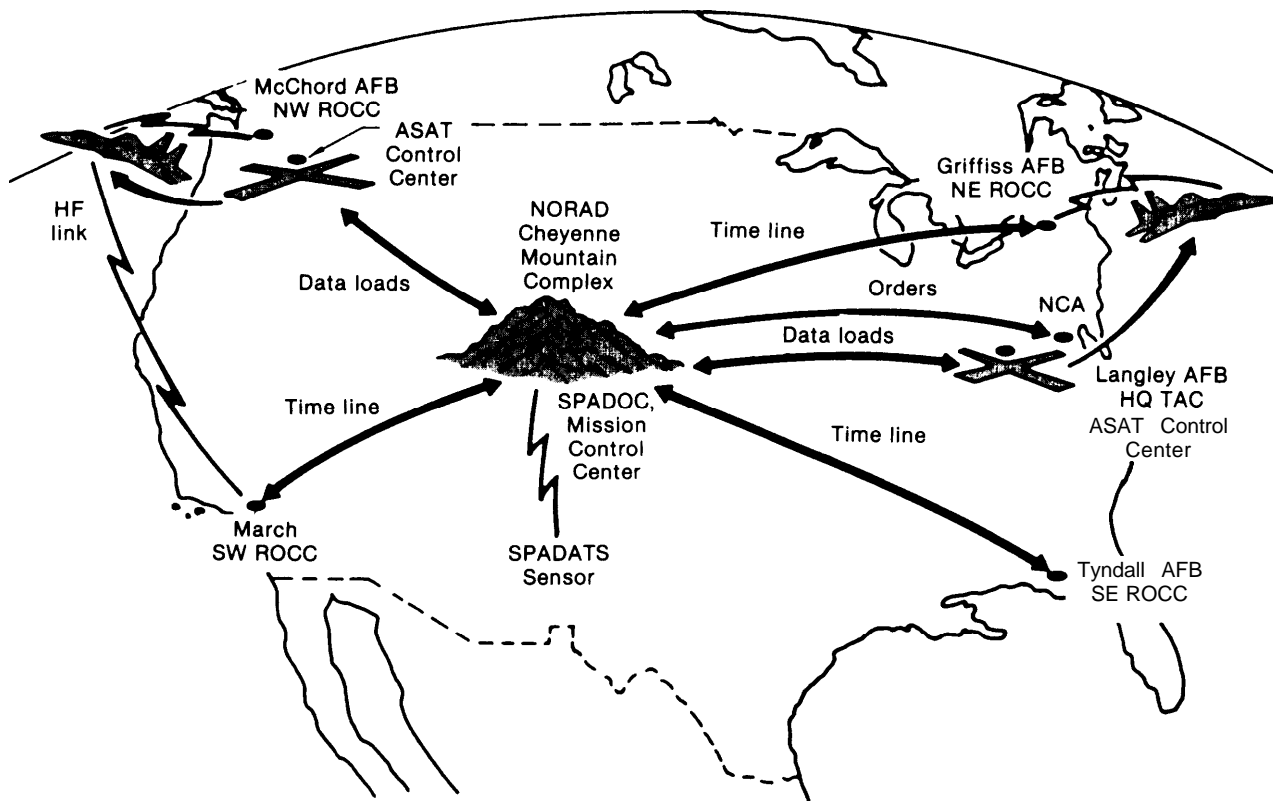 McChord AFB
NW ROCC
ASAT
Control
Center
HF
link
NORAD
Cheyenne
Mountain
Complex
Griffiss AFB
NE ROCC
Time line
Data loads
Orders
NCA
Data loads
Langley AFB
HQ TAC
ASAT Control
Center
Time line
SPADOC,
Mission
Control
Center
Time line
March
SW ROCC
SPADATS
Sensor
Tyndall AFB
SE ROCC